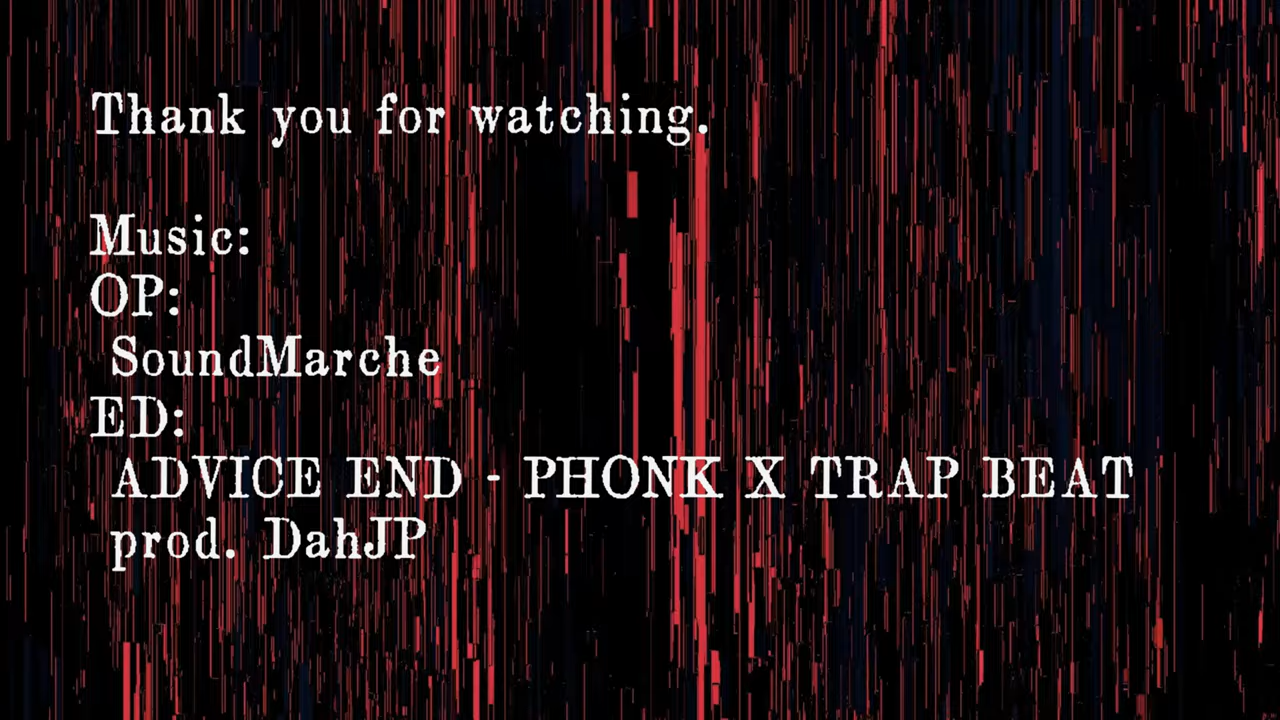 Thank you for watching.
Music:
OP:
SoundMarche
ED:
ADVICE END - PHONK X TRAP BEAT
prod. DahJP